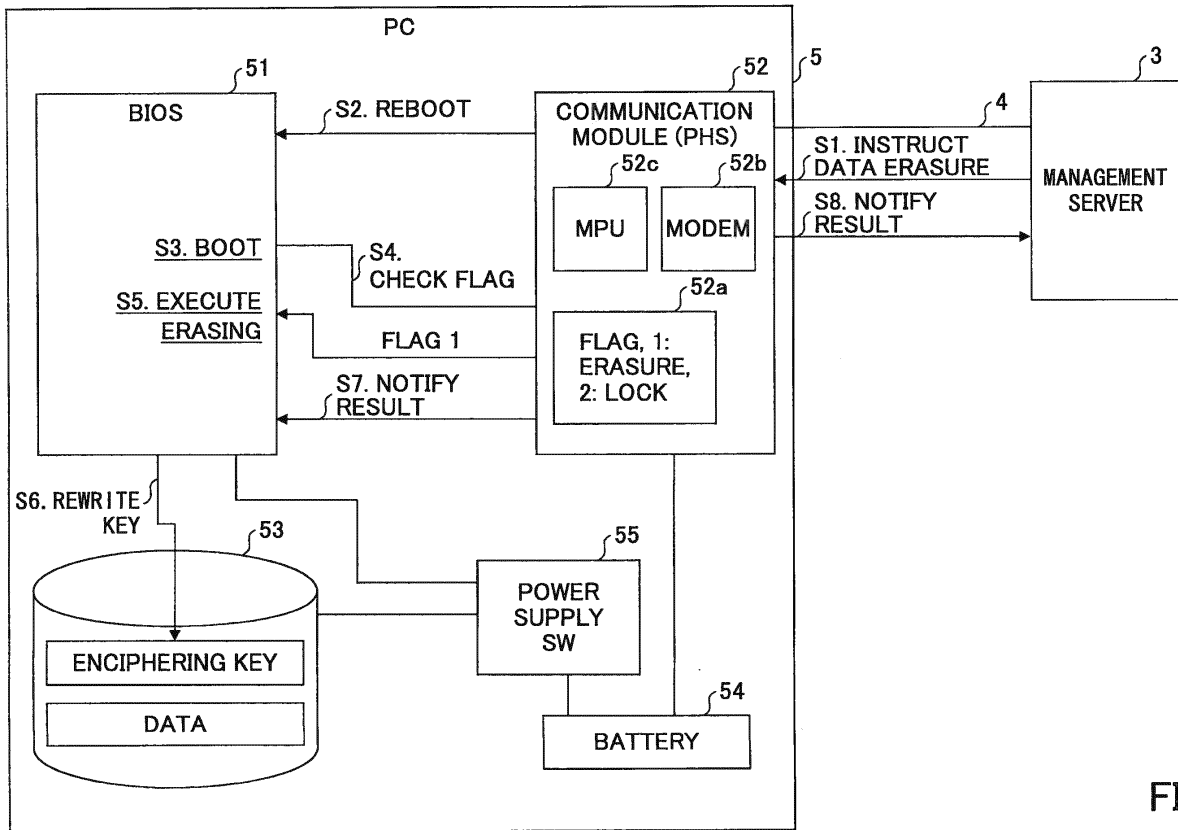 PC
5
3
51
52
BIOS
S2. REBOOT
COMMUNICATION
MODULE (PHS)
4
S1. INSTRUCT
DATA ERASURE
MANAGEMENT
SERVER
S8. NOTIFY
RESULT
52c
52b
MPU
MODEM
S3. BOOT
S4.
CHECK FLAG
S5. EXECUTE
ERASING
52a
FLAG 1
FLAG, 1:
ERASURE,
2: LOCK
S7. NOTIFY
RESULT
S6. REWRITE
KEY
53
55
POWER
SUPPLY
SW
ENCIPHERING KEY
DATA
54
BATTERY